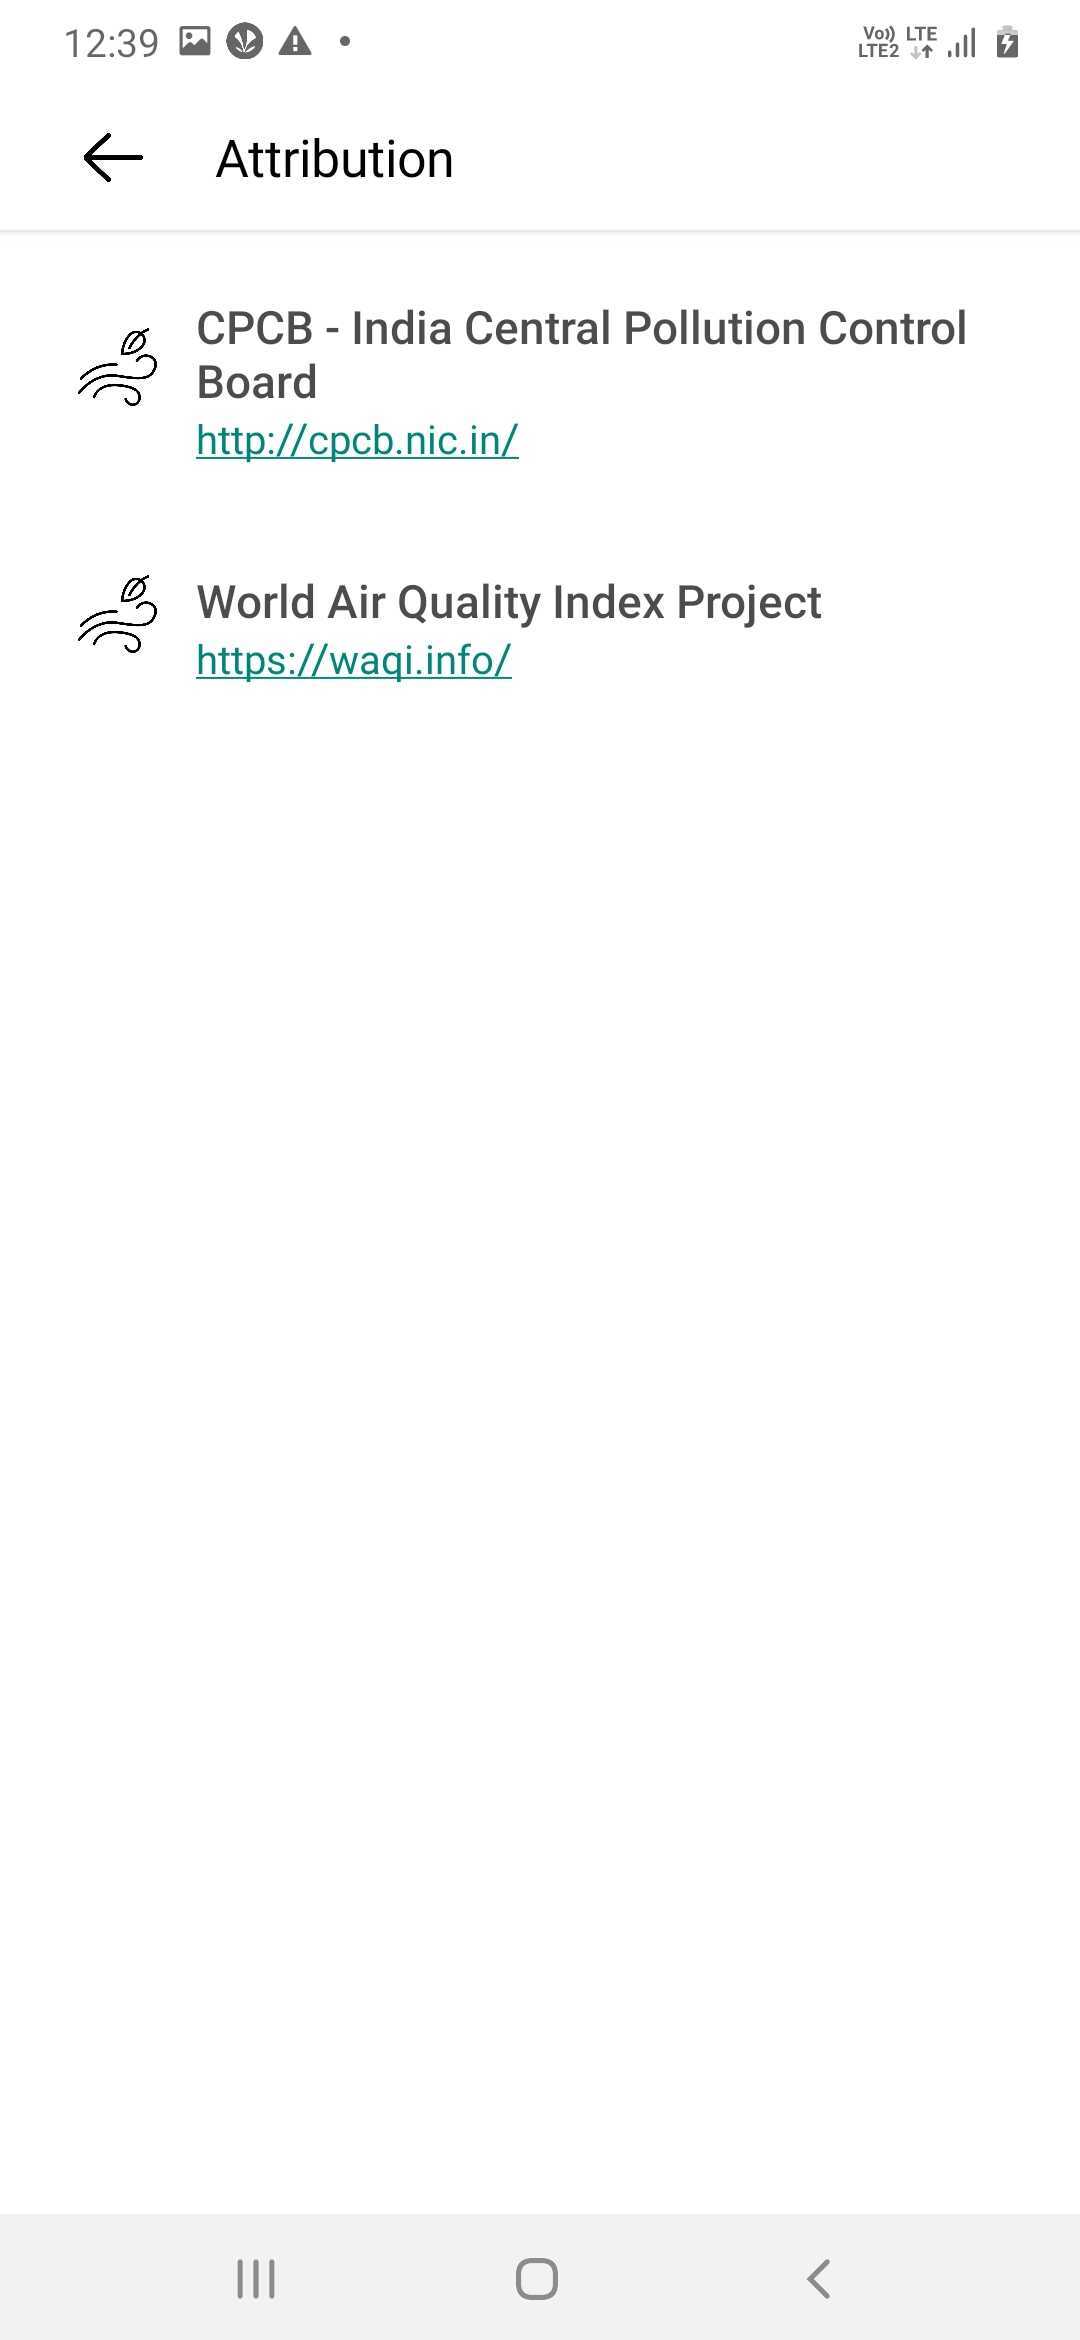 12:39
Vo)) LTE
LTE2
Attribution
CPCB - India Central Pollution Control
Board
http://cpcb.nic.in/
World Air Quality Index Project
https://waqi.info/